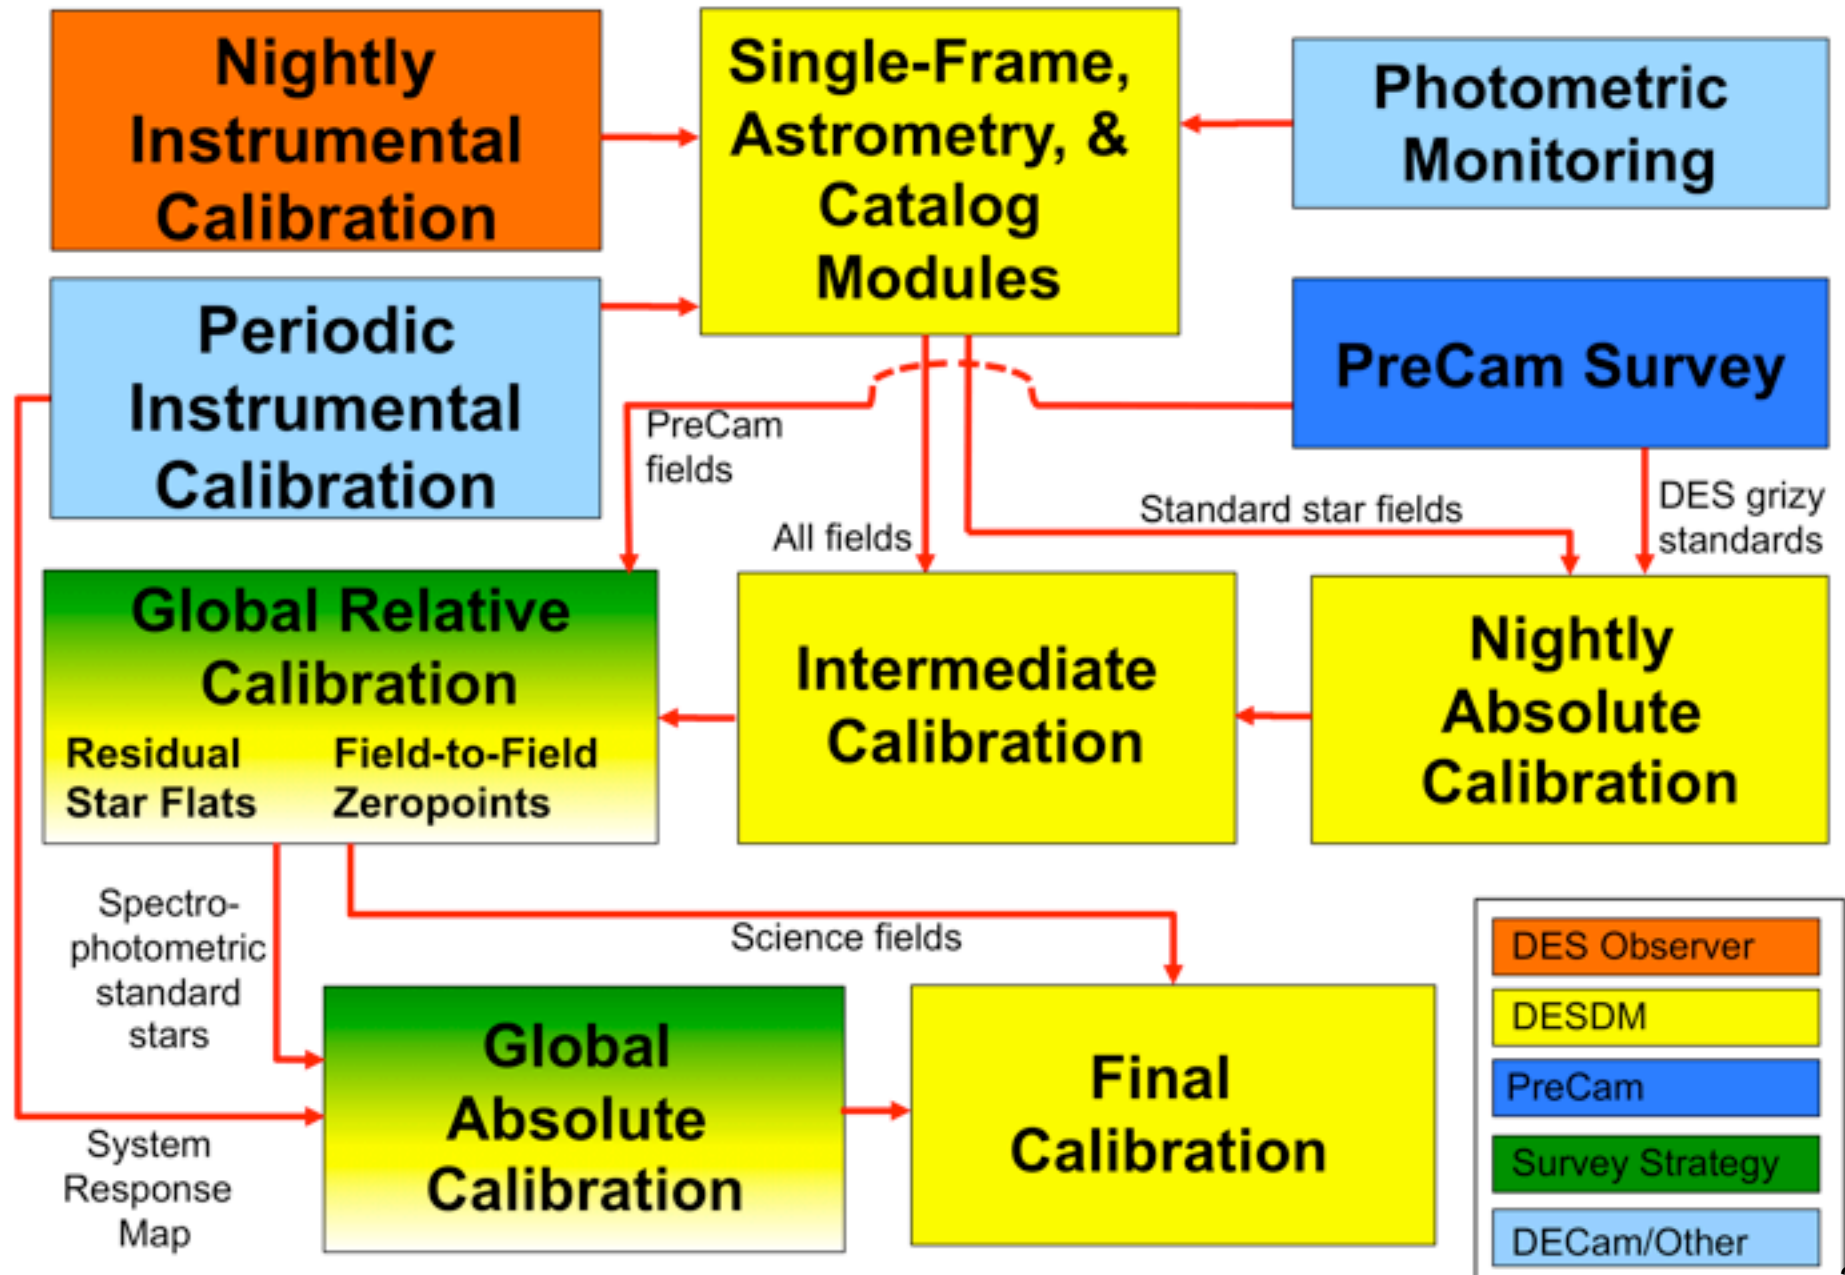 Nightly
Instrumental
Calibration
Single-Frame,
Astrometry, &
Catalog
Modules
Photometric
Monitoring
Periodic
Instrumental
Calibration
PreCam Survey
PreCam
fields
All fields
Standard star fields
DES grizy
standards
Global Relative
Calibration
Residual
Star Flats
Field-to-Field
Zeropoints
Intermediate
Calibration
Nightly
Absolute
Calibration
Spectro-
photometric
standard
stars
Science fields
System
Response
Map
Global
Absolute
Calibration
Final
Calibration
DES Observer
DESDM
PreCam
Survey Strategy
DECam/Other